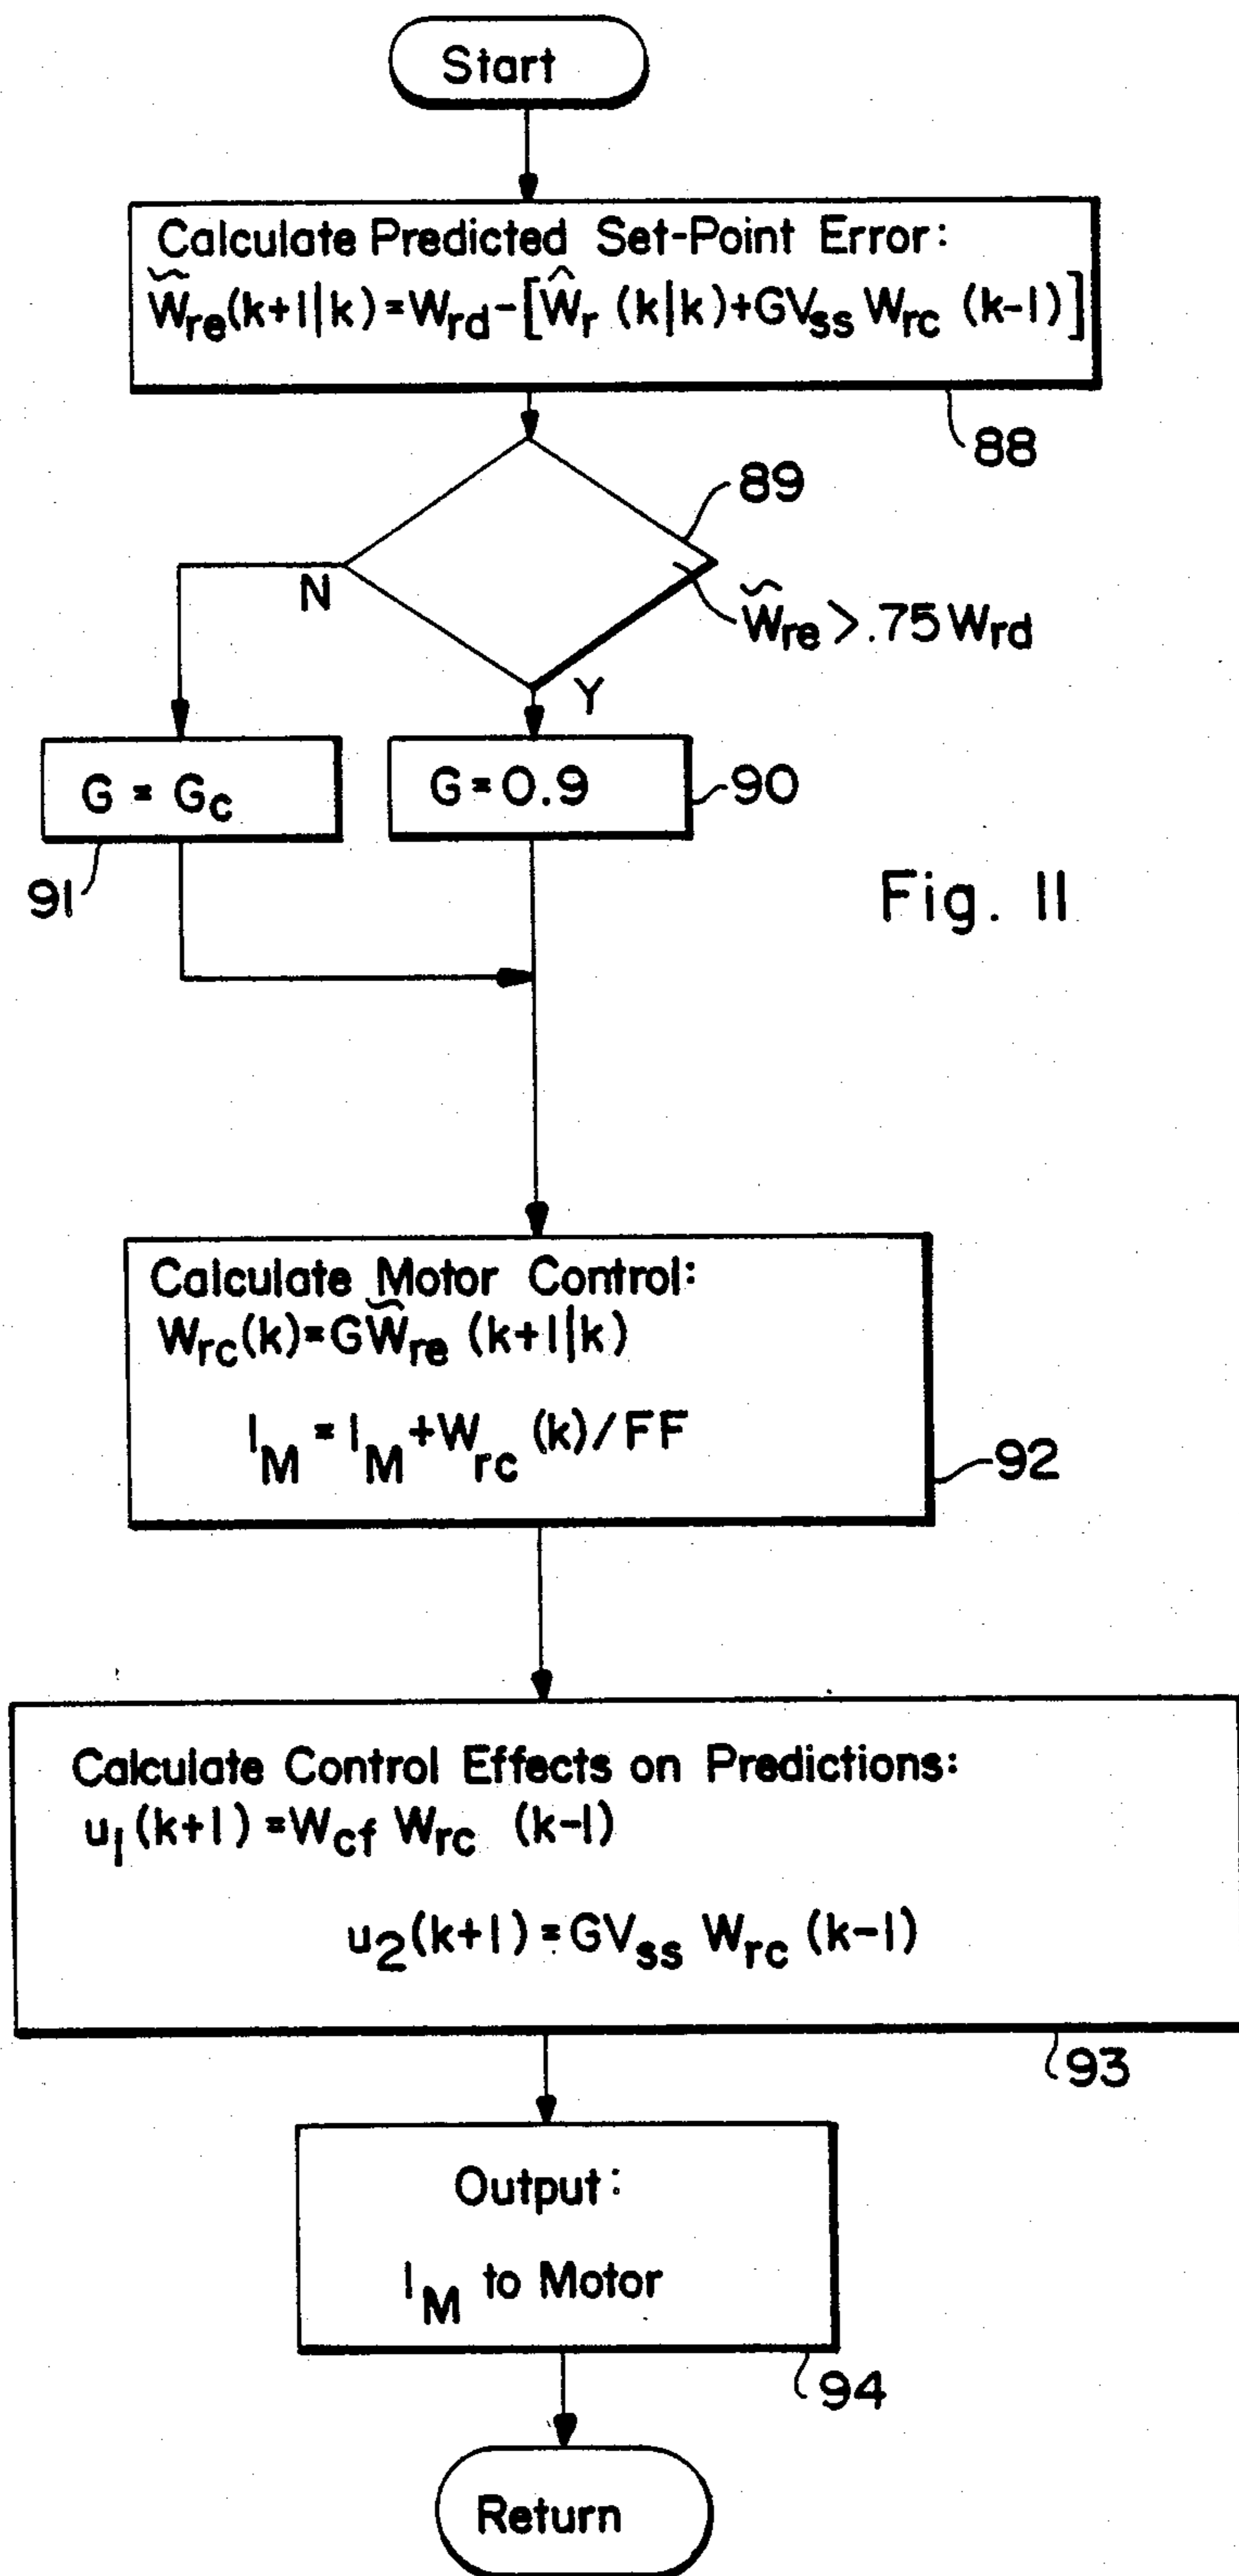 Start
Calculate Predicted Set-Point Error:
W̃re(k+1|k)=Wrd-[Ŵr (k|k)+GVss Wrc (k-1)]
88
89
N
W̃re > .75 Wrd
Y
G = Gc
G = 0.9
90
91
Fig. 11
Calculate Motor Control:
Wrc(k)=GW̃re (k+1|k)
IM = IM + Wrc (k)/FF
92
Calculate Control Effects on Predictions:
u1(k+1)=Wcf Wrc (k-1)
u2(k+1)=GVss Wrc (k-1)
93
Output:
IM to Motor
94
Return